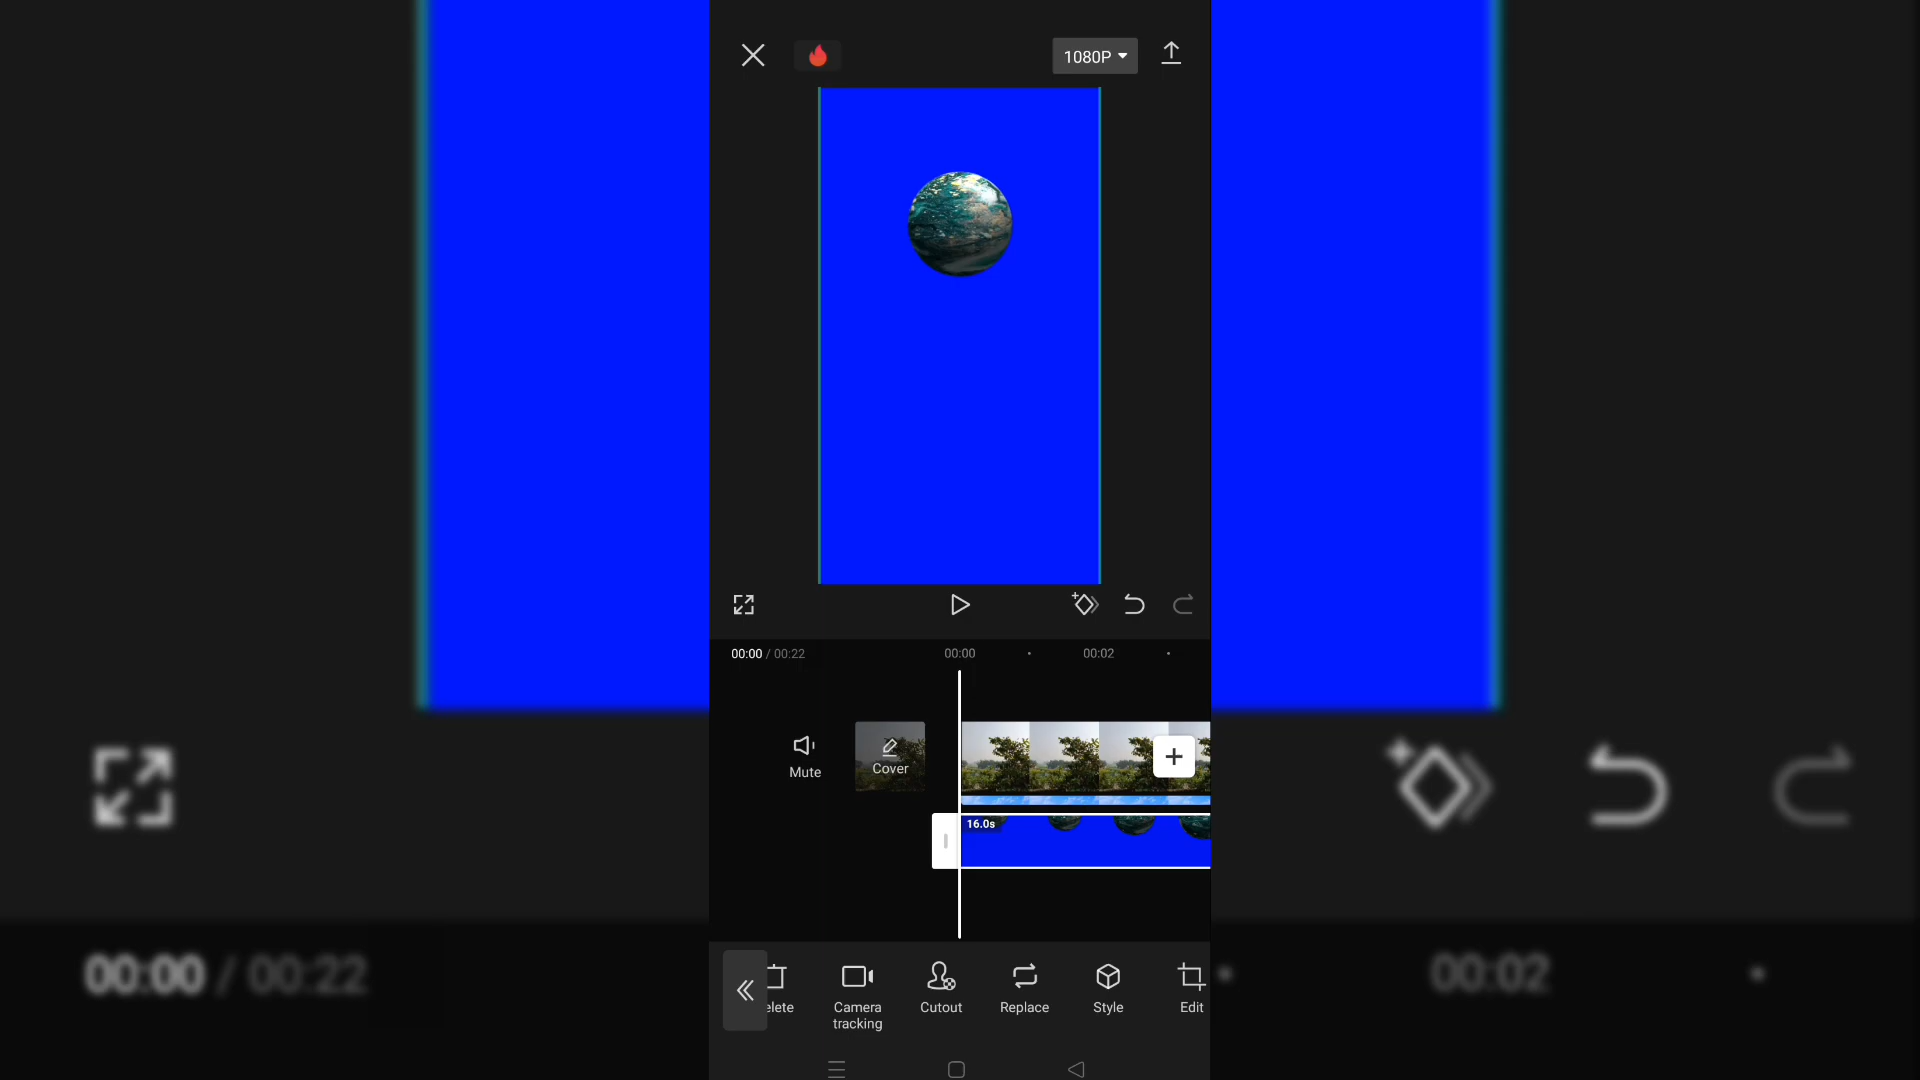 1080P
00:00 / 00:22
00:00
00:02
Mute
Cover
16.0s
elete
Camera
tracking
Cutout
Replace
Style
Edit
00:00 / 00:22
00:02